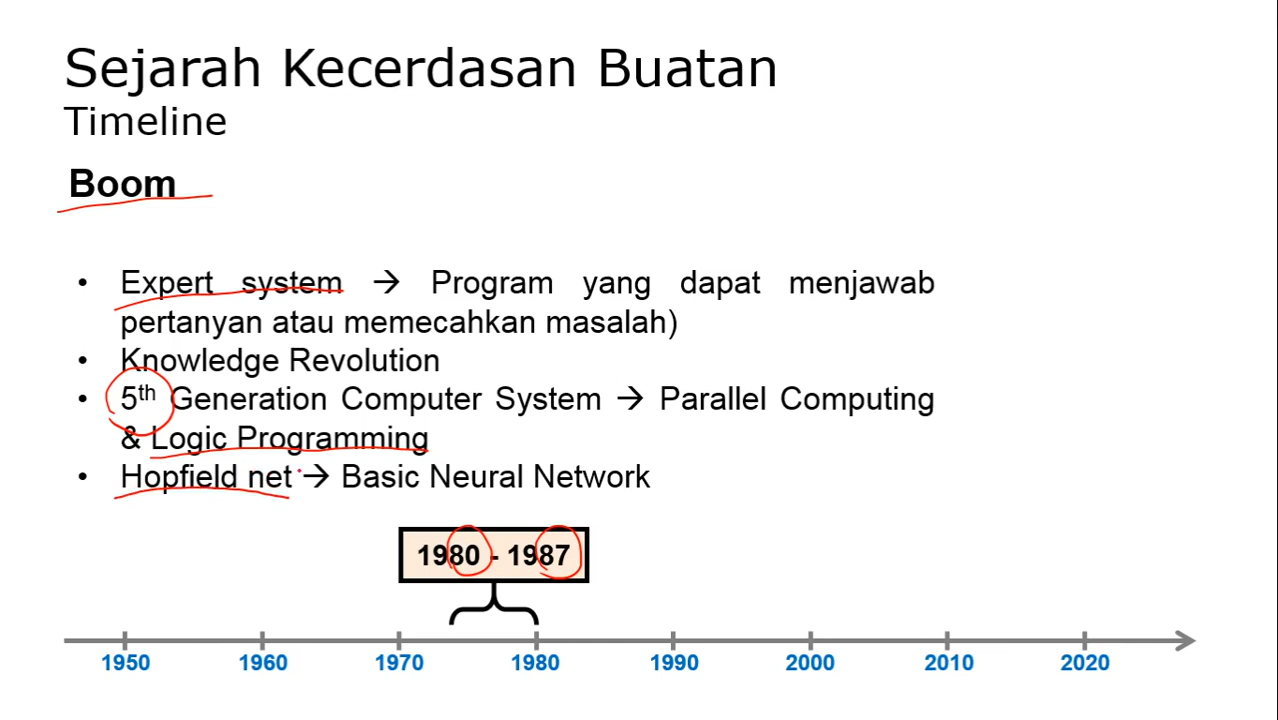 Sejarah Kecerdasan Buatan
Timeline
Boom
• Expert system → Program yang dapat menjawab
pertanyan atau memecahkan masalah)
• Knowledge Revolution
• 5th Generation Computer System → Parallel Computing
& Logic Programming
• Hopfield net → Basic Neural Network
1980 - 1987
1950 1960 1970 1980 1990 2000 2010 2020